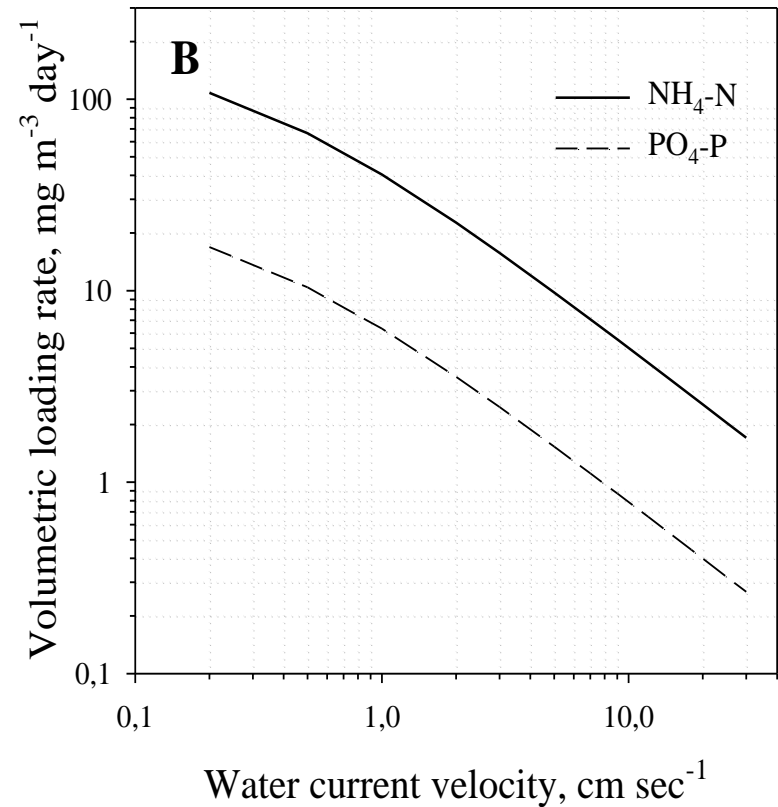 B
NH₄-N
PO₄-P
Volumetric loading rate, mg m⁻³ day⁻¹
100
10
1
0,1
0,1 1,0 10,0
Water current velocity, cm sec⁻¹